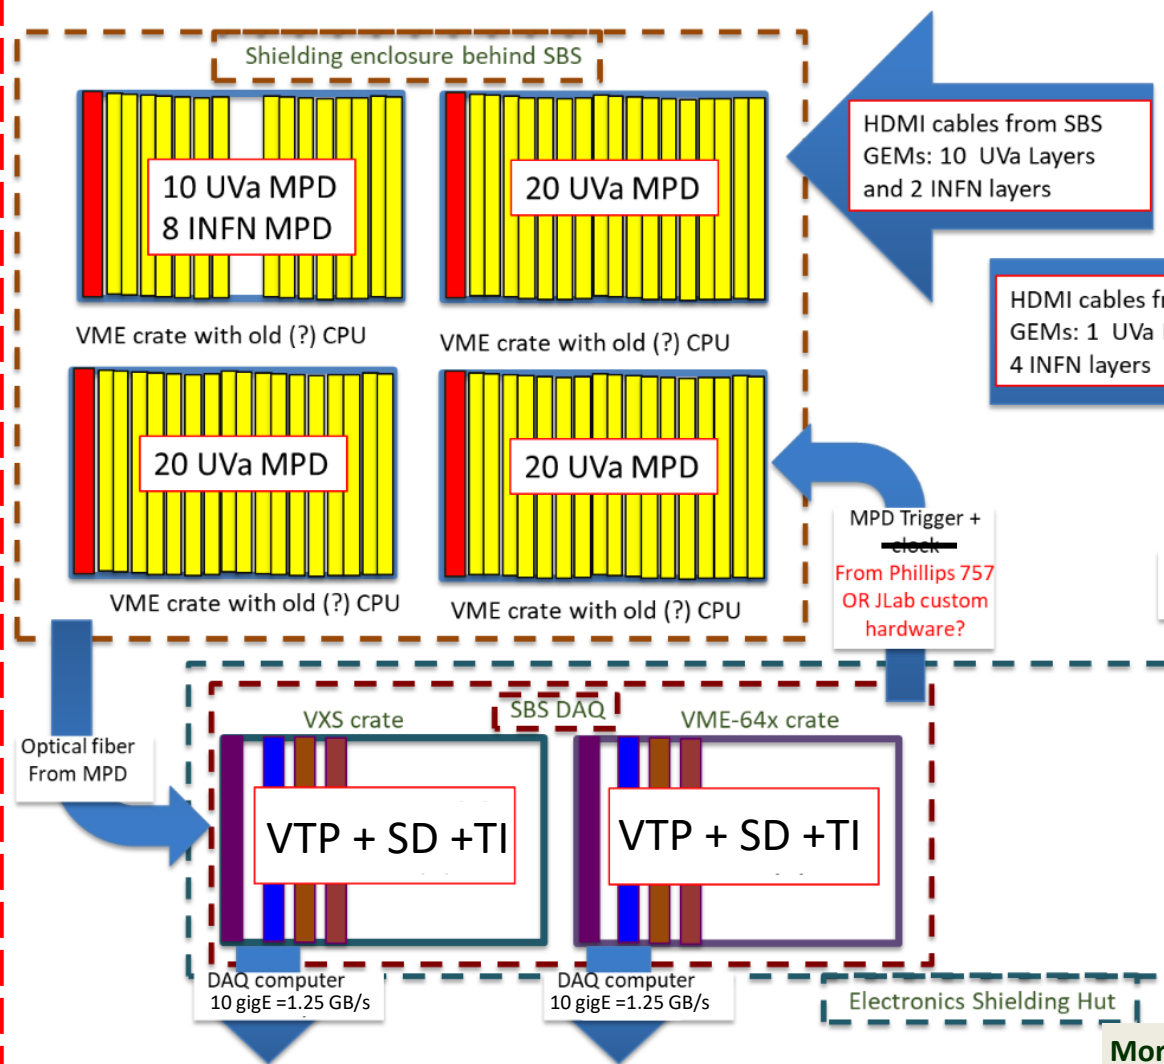 Shielding enclosure behind SBS
10 UVa MPD
8 INFN MPD
20 UVa MPD
HDMI cables from SBS
GEMs: 10 UVa Layers
and 2 INFN layers
VME crate with old (?) CPU
VME crate with old (?) CPU
HDMI cables
GEMs: 1 UVa
4 INFN layers
20 UVa MPD
20 UVa MPD
VME crate with old (?) CPU
VME crate with old (?) CPU
MPD Trigger +
clock
From Phillips 757
OR JLab custom
hardware?
Optical fiber
From MPD
SBS DAQ
VXS crate
VME-64x crate
VTP + SD +TI
VTP + SD +TI
DAQ computer
10 gigE =1.25 GB/s
DAQ computer
10 gigE =1.25 GB/s
Electronics Shielding Hut